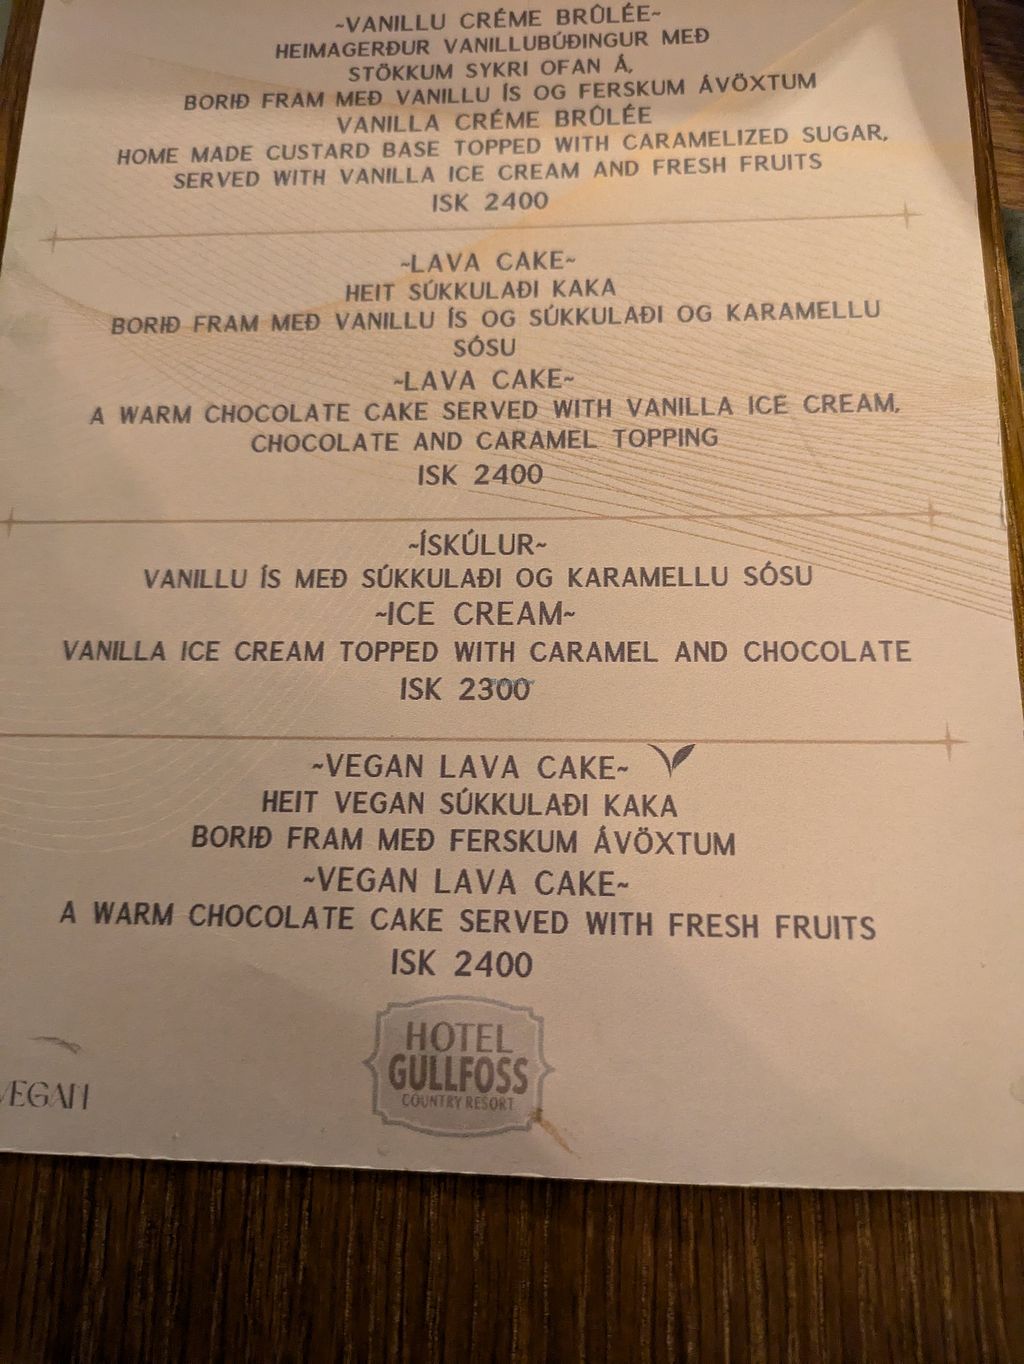 ~VANILLU CRÉME BRÛLÉE~
HEIMAGERÐUR VANILLUBÚÐINGUR MEÐ
STÖKKUM SYKRI OFAN Á,
BORIÐ FRAM MEÐ VANILLU ÍS OG FERSKUM ÁVÖXTUM
VANILLA CRÉME BRÛLÉE
HOME MADE CUSTARD BASE TOPPED WITH CARAMELIZED SUGAR,
SERVED WITH VANILLA ICE CREAM AND FRESH FRUITS
ISK 2400
~LAVA CAKE~
HEIT SÚKKULAÐI KAKA
BORIÐ FRAM MEÐ VANILLU ÍS OG SÚKKULAÐI OG KARAMELLU
SÓSU
~LAVA CAKE~
A WARM CHOCOLATE CAKE SERVED WITH VANILLA ICE CREAM,
CHOCOLATE AND CARAMEL TOPPING
ISK 2400
~ÍSKÚLUR~
VANILLU ÍS MEÐ SÚKKULAÐI OG KARAMELLU SÓSU
~ICE CREAM~
VANILLA ICE CREAM TOPPED WITH CARAMEL AND CHOCOLATE
ISK 2300
~VEGAN LAVA CAKE~
HEIT VEGAN SÚKKULAÐI KAKA
BORIÐ FRAM MEÐ FERSKUM ÁVÖXTUM
~VEGAN LAVA CAKE~
A WARM CHOCOLATE CAKE SERVED WITH FRESH FRUITS
ISK 2400
HOTEL
GULLFOSS
COUNTRY RESORT
VEGAN